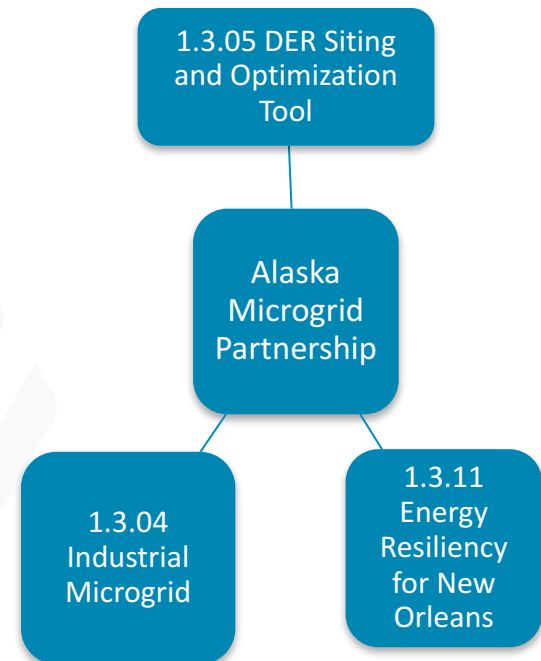 1.3.05 DER Siting
and Optimization
Tool
Alaska
Microgrid
Partnership
1.3.04
Industrial
Microgrid
1.3.11
Energy
Resiliency
for New
Orleans